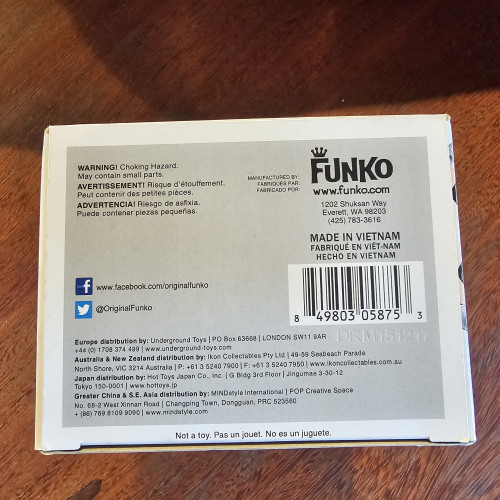 WARNING! Choking Hazard.
May contain small parts.
AVERTISSEMENT! Risque d'étouffement.
Peut contenir des petites pièces.
ADVERTENCIA! Riesgo de asfixia.
Puede contener piezas pequeñas.
MANUFACTURED BY:
FABRIQUÉS PAR:
FABRICADO POR:
FUNKO
www.funko.com
1202 Shuksan Way
Everett, WA 98203
(425) 783-3616
MADE IN VIETNAM
FABRIQUÉ EN VIÊT-NAM
HECHO EN VIETNAM
www.facebook.com/originalfunko
@OriginalFunko
8 49803 05875 3
DRM151217
Europe distribution by: Underground Toys | PO Box 63668 | LONDON SW11 9AR
+44 (0) 1708 374 499 | www.underground-toys.com
Australia & New Zealand distribution by: Ikon Collectables Pty Ltd | 49-59 Seabeach Parade
North Shore, VIC 3214 Australia | P: +61 3 5240 7900 | F: +61 3 5240 7950 | www.ikoncollectables.com.au
Japan distribution by: Hot Toys Japan Co., Inc. | G Bldg 3rd Floor | Jingumae 3-30-12
Tokyo 150-0001 | www.hottoys.jp
Greater China & S.E. Asia distribution by: MINDstyle International | POP Creative Space
No. 68-2 West Xinnan Road | Changping Town, Dongguan, PRC 523560
+ (86) 769 8109 9090 | www.mindstyle.com
Not a toy. Pas un jouet. No es un juguete.